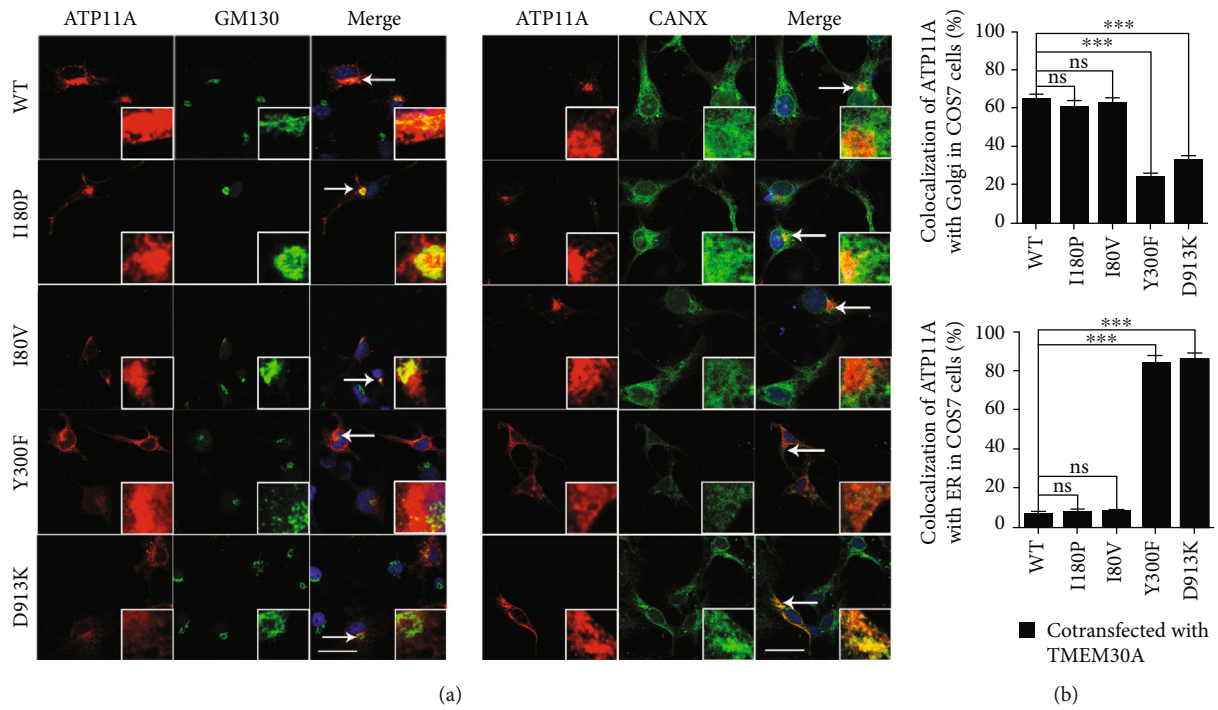 ATP11A GM130 Merge ATP11A CANX Merge
WT
I180P
I80V
Y300F
D913K
(a)
Colocalization of ATP11A
with Golgi in COS7 cells (%)
100
80
60
40
20
0
ns
ns
***
***
WT
I180P
I80V
Y300F
D913K
Colocalization of ATP11A
with ER in COS7 cells (%)
100
80
60
40
20
0
ns
ns
***
***
WT
I180P
I80V
Y300F
D913K
Cotransfected with
TMEM30A
(b)